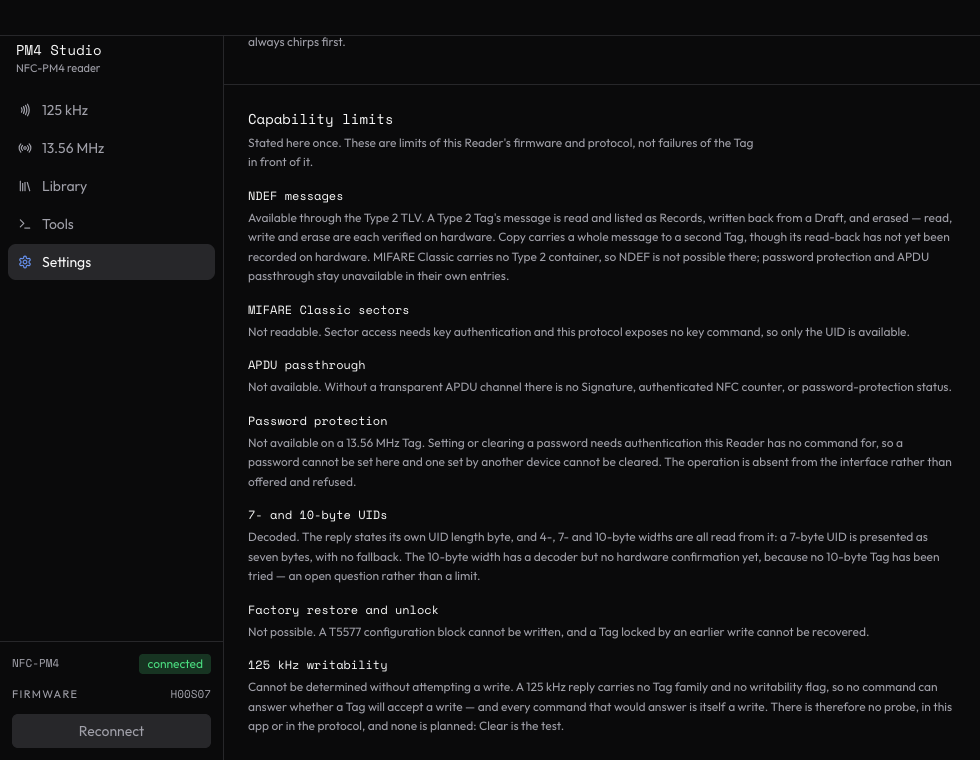 always chirps first.
PM4 Studio
NFC-PM4 reader
125 kHz
13.56 MHz
Library
Tools
Settings
Capability limits
Stated here once. These are limits of this Reader's firmware and protocol, not failures of the Tag
in front of it.
NDEF messages
Available through the Type 2 TLV. A Type 2 Tag's message is read and listed as Records, written back from a Draft, and erased — read,
write and erase are each verified on hardware. Copy carries a whole message to a second Tag, though its read-back has not yet been
recorded on hardware. MIFARE Classic carries no Type 2 container, so NDEF is not possible there; password protection and APDU
passthrough stay unavailable in their own entries.
MIFARE Classic sectors
Not readable. Sector access needs key authentication and this protocol exposes no key command, so only the UID is available.
APDU passthrough
Not available. Without a transparent APDU channel there is no Signature, authenticated NFC counter, or password-protection status.
Password protection
Not available on a 13.56 MHz Tag. Setting or clearing a password needs authentication this Reader has no command for, so a
password cannot be set here and one set by another device cannot be cleared. The operation is absent from the interface rather than
offered and refused.
7- and 10-byte UIDs
Decoded. The reply states its own UID length byte, and 4-, 7- and 10-byte widths are all read from it: a 7-byte UID is presented as
seven bytes, with no fallback. The 10-byte width has a decoder but no hardware confirmation yet, because no 10-byte Tag has been
tried — an open question rather than a limit.
Factory restore and unlock
Not possible. A T5577 configuration block cannot be written, and a Tag locked by an earlier write cannot be recovered.
125 kHz writability
Cannot be determined without attempting a write. A 125 kHz reply carries no Tag family and no writability flag, so no command can
answer whether a Tag will accept a write — and every command that would answer is itself a write. There is therefore no probe, in this
app or in the protocol, and none is planned: Clear is the test.
NFC-PM4
connected
FIRMWARE
H00S07
Reconnect